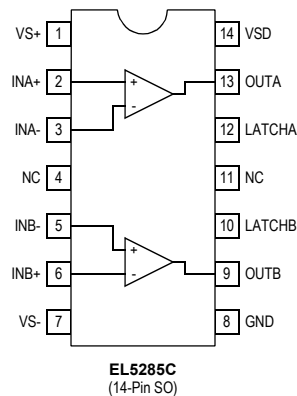 VS+ 1 14 VSD
INA+ 2 + 13 OUTA
INA- 3 - 12 LATCHA
NC 4 11 NC
INB- 5 + 10 LATCHB
INB+ 6 - 9 OUTB
VS- 7 8 GND
EL5285C
(14-Pin SO)